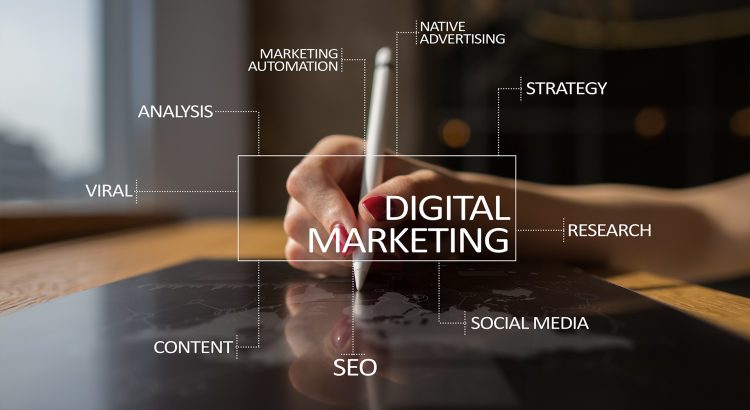 NATIVE
ADVERTISING
MARKETING
AUTOMATION
STRATEGY
ANALYSIS
VIRAL
DIGITAL
MARKETING
RESEARCH
SOCIAL MEDIA
CONTENT
SEO